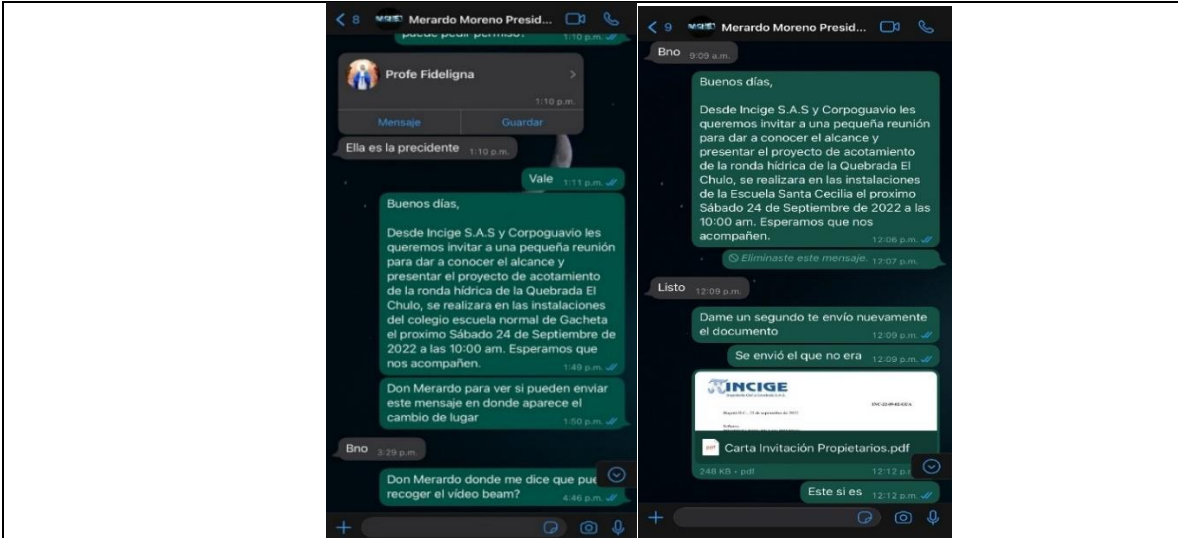 8 Merardo Moreno Presid...
puede pedir permiso?
1:10 p.m.
Profe Fideligna
1:10 p.m.
Mensaje Guardar
Ella es la precidente 1:10 p.m.
Vale 1:11 p.m.
Buenos días,
Desde Incige S.A.S y Corpoguavio les
queremos invitar a una pequeña reunión
para dar a conocer el alcance y
presentar el proyecto de acotamiento
de la ronda hídrica de la Quebrada El
Chulo, se realizara en las instalaciones
del colegio escuela normal de Gacheta
el proximo Sábado 24 de Septiembre de
2022 a las 10:00 am. Esperamos que
nos acompañen. 1:49 p.m.
Don Merardo para ver si pueden enviar
este mensaje en donde aparece el
cambio de lugar 1:50 p.m.
Bno 3:29 p.m.
Don Merardo donde me dice que pue
recoger el vídeo beam? 4:46 p.m.
9 Merardo Moreno Presid...
Bno 9:09 a.m.
Buenos días,
Desde Incige S.A.S y Corpoguavio les
queremos invitar a una pequeña reunión
para dar a conocer el alcance y
presentar el proyecto de acotamiento
de la ronda hídrica de la Quebrada El
Chulo, se realizara en las instalaciones
de la Escuela Santa Cecilia el proximo
Sábado 24 de Septiembre de 2022 a las
10:00 am. Esperamos que nos
acompañen. 12:06 p.m.
Eliminaste este mensaje. 12:07 p.m.
Listo 12:09 p.m.
Dame un segundo te envío nuevamente
el documento 12:09 p.m.
Se envió el que no era 12:09 p.m.
INCIGE
Carta Invitación Propietarios.pdf
248 KB • pdf 12:12 p.m
Este si es 12:12 p.m.